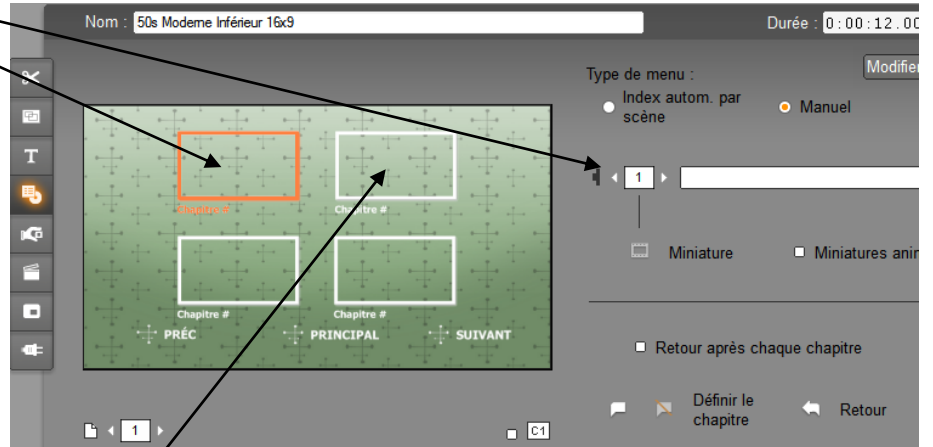 Nom : 50s Moderne Inférieur 16x9
Durée : 0:00:12.00
Type de menu :
Modifier
Index autom. par
scène
Manuel
T
1
Chapitre #
Chapitre #
Miniature
Miniatures anim
Chapitre #
Chapitre #
PRÉC
PRINCIPAL
SUIVANT
Retour après chaque chapitre
Définir le
chapitre
Retour
1
C1